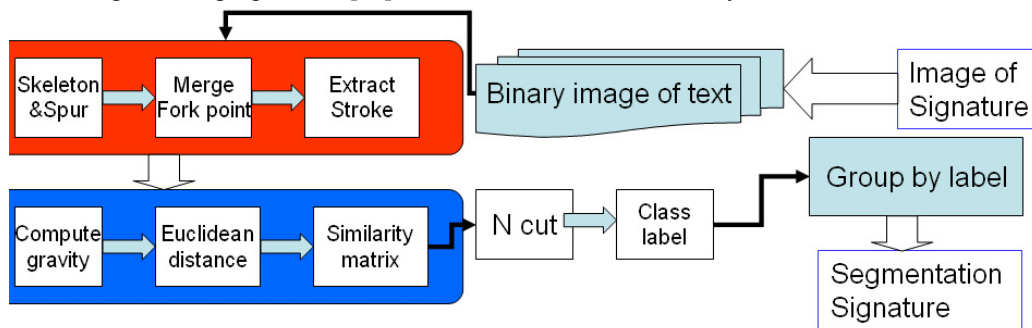 Skeleton
&Spur
Merge
Fork point
Extract
Stroke
Binary image of text
Image of
Signature
Compute
gravity
Euclidean
distance
Similarity
matrix
N cut
Class
label
Group by label
Segmentation
Signature